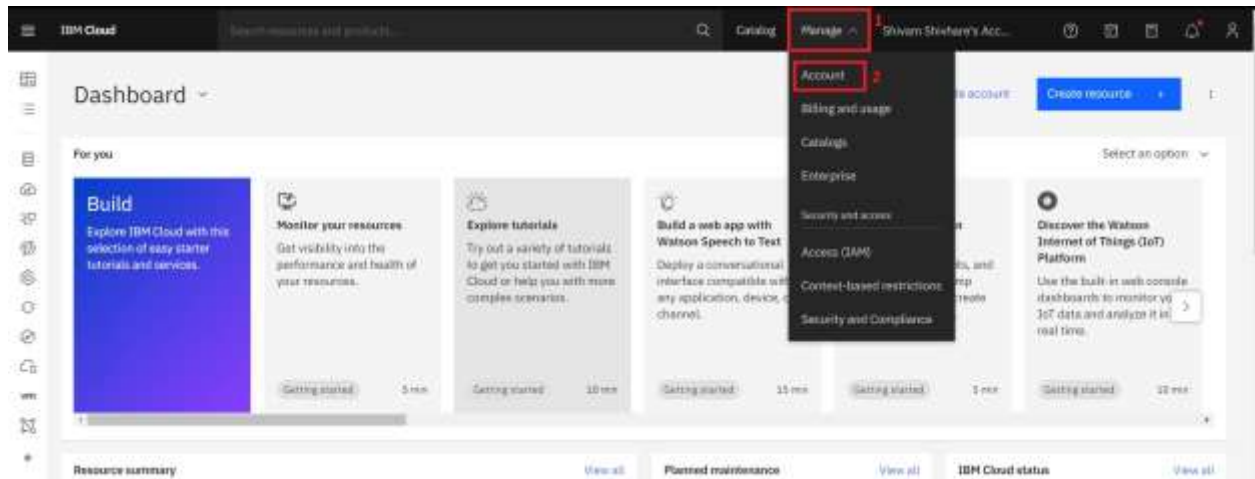 IBM Cloud
Search resources and products...
Catalog
Manage
1
Shivam Shivhare's Acc...
Account
2
Billing and usage
Catalogs
Enterprise
Security and access
Access (IAM)
Context-based restrictions
Security and Compliance
Dashboard
account
Create resource +
For you
Select an option
Build
Explore IBM Cloud with this
selection of easy starter
tutorials and services.
Monitor your resources
Get visibility into the
performance and health of
your resources.
Getting started
5 min
Explore tutorials
Try out a variety of tutorials
to get you started with IBM
Cloud or help you with more
complex scenarios.
Getting started
10 min
Build a web app with
Watson Speech to Text
Deploy a conversational
interface compatible with
any application, device,
channel.
Getting started
15 min
and
create
Getting started
5 min
Discover the Watson
Internet of Things (IoT)
Platform
Use the built-in web console
dashboards to monitor
IoT data and analyze it in
real time.
Getting started
10 min
vm
Resource summary
View all
Planned maintenance
View all
IBM Cloud status
View all